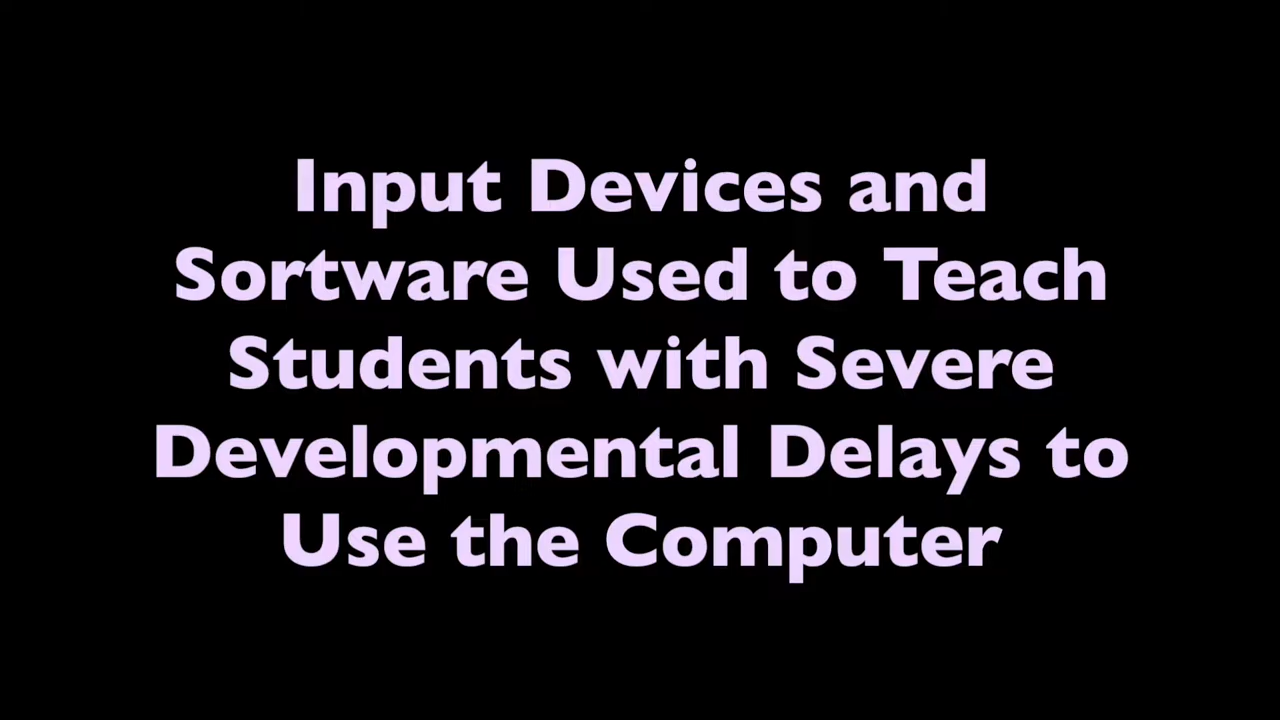 Input Devices and
Sortware Used to Teach
Students with Severe
Developmental Delays to
Use the Computer